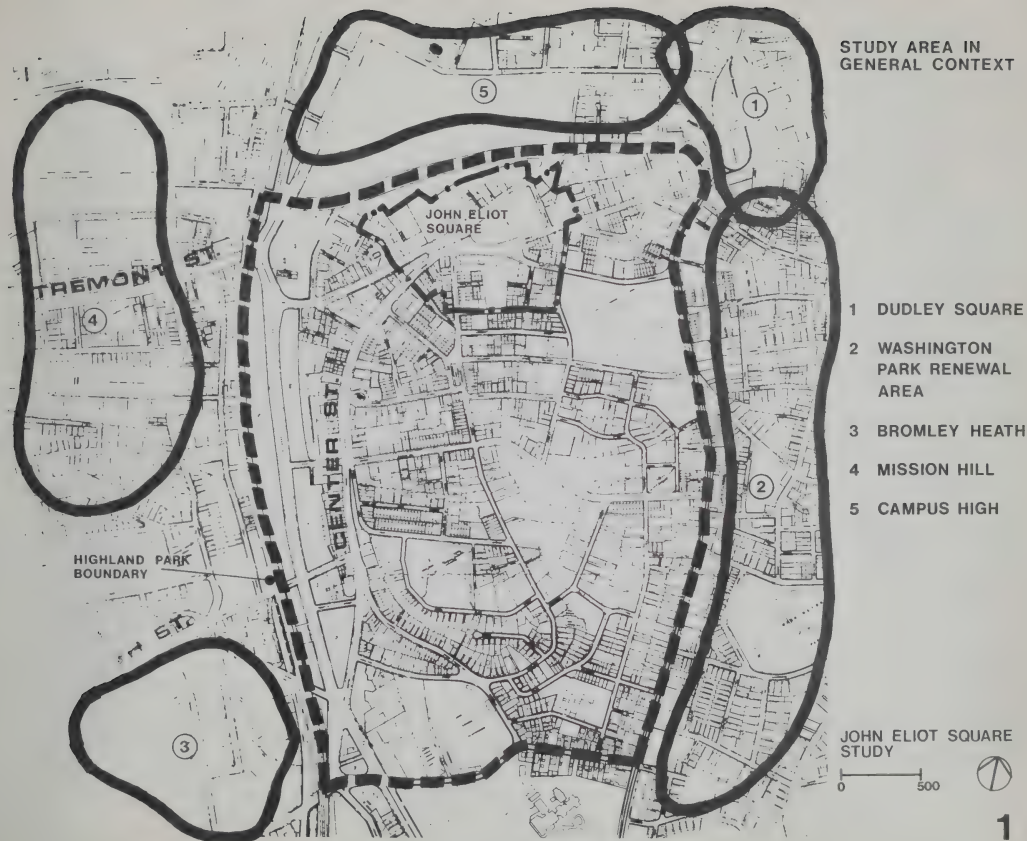 STUDY AREA IN
GENERAL CONTEXT
5
1
JOHN ELIOT
SQUARE
TREMONT ST.
4
CENTER ST.
1 DUDLEY SQUARE
2 WASHINGTON
PARK RENEWAL
AREA
3 BROMLEY HEATH
4 MISSION HILL
5 CAMPUS HIGH
2
HIGHLAND PARK
BOUNDARY
ST.
3
JOHN ELIOT SQUARE
STUDY
0 500
1